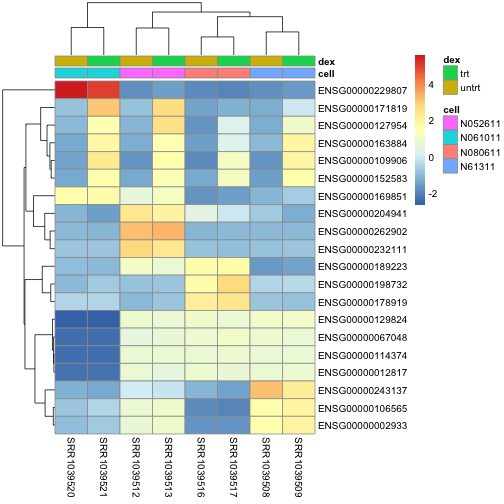 dex
cell
ENSG00000229807
ENSG00000171819
ENSG00000127954
ENSG00000163884
ENSG00000109906
ENSG00000152583
ENSG00000169851
ENSG00000204941
ENSG00000262902
ENSG00000232111
ENSG00000189223
ENSG00000198732
ENSG00000178919
ENSG00000129824
ENSG00000067048
ENSG00000114374
ENSG00000012817
ENSG00000243137
ENSG00000106565
ENSG00000002933
SRR1039520
SRR1039521
SRR1039512
SRR1039513
SRR1039516
SRR1039517
SRR1039508
SRR1039509
4
2
0
-2
dex
trt
untrt
cell
N052611
N061011
N080611
N61311